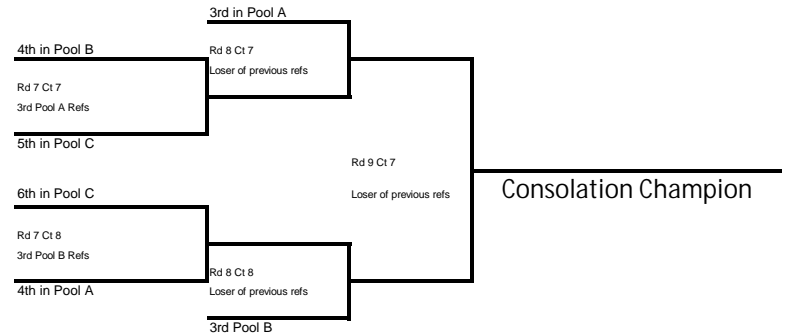 3rd in Pool A
4th in Pool B
Rd 8 Ct 7
Loser of previous refs
Rd 7 Ct 7
3rd Pool A Refs
5th in Pool C
Rd 9 Ct 7
Loser of previous refs
Consolation Champion
6th in Pool C
Rd 7 Ct 8
3rd Pool B Refs
4th in Pool A
Rd 8 Ct 8
Loser of previous refs
3rd Pool B